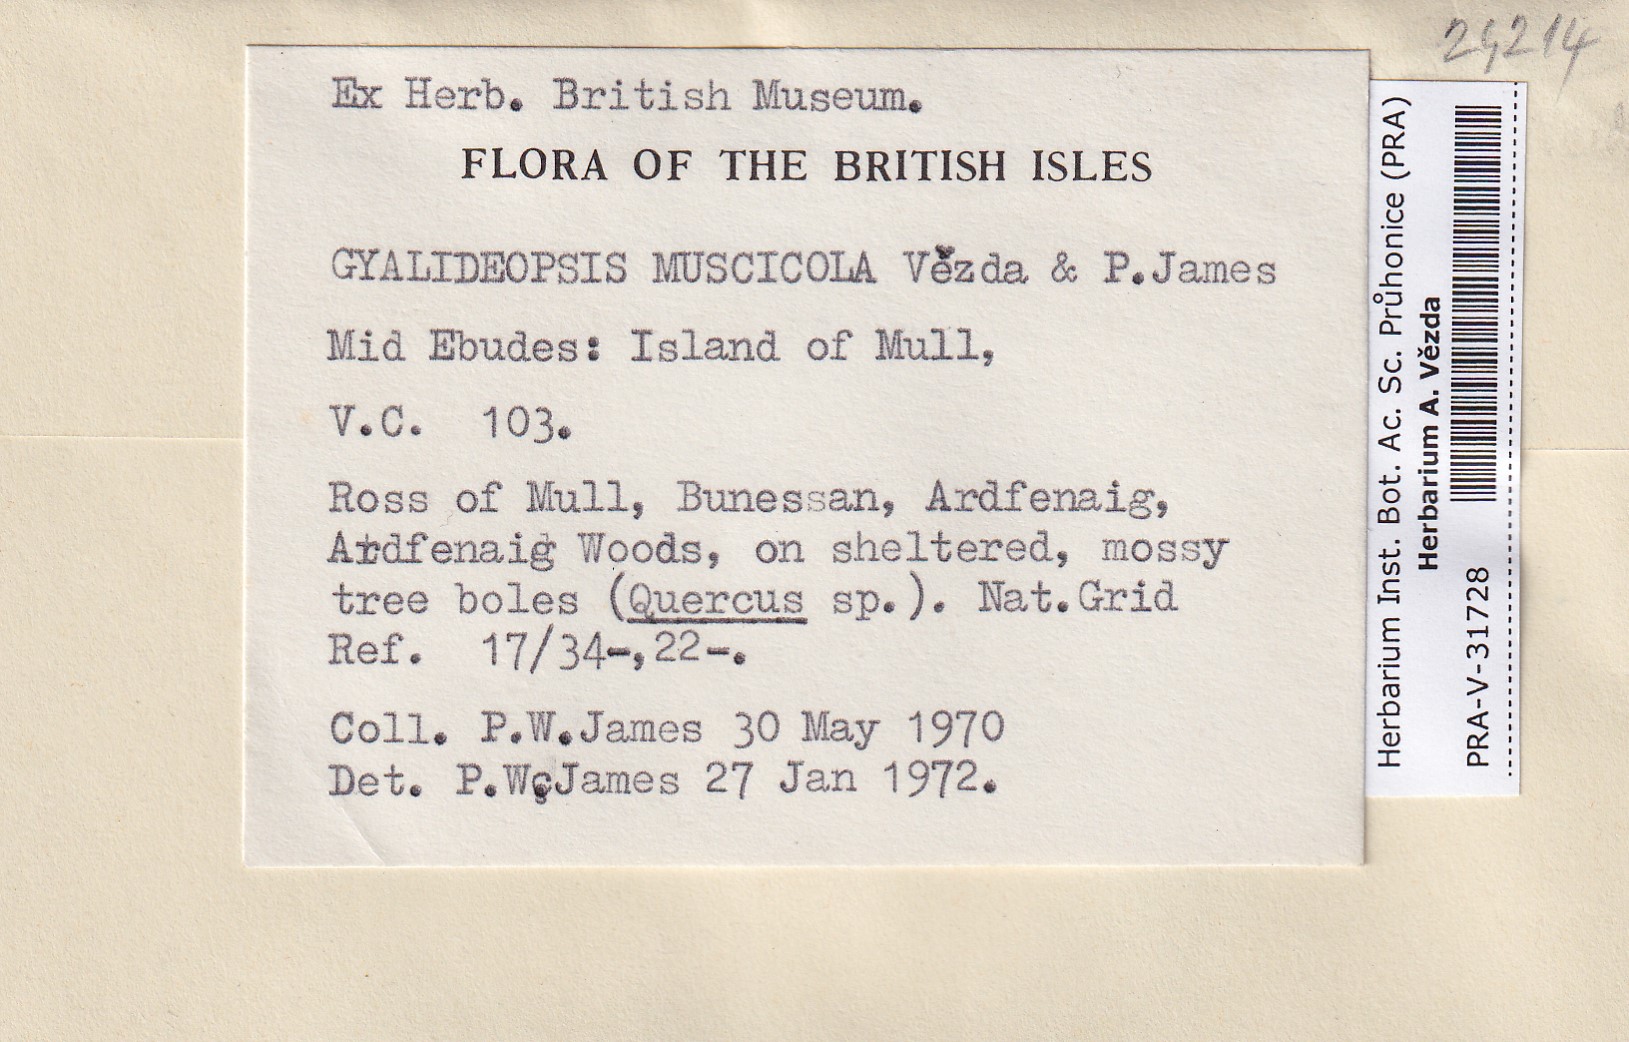 24214
Ex Herb. British Museum.
FLORA OF THE BRITISH ISLES
GYALIDEOPSIS MUSCICOLA Vězda & P.James
Mid Ebudes: Island of Mull,
V.C. 103.
Ross of Mull, Bunessan, Ardfenaig,
Ardfenaig Woods, on sheltered, mossy
tree boles (Quercus sp.). Nat.Grid
Ref. 17/34-,22-.
Coll. P.W.James 30 May 1970
Det. P.W.James 27 Jan 1972.
Herbarium Inst. Bot. Ac. Sc. Průhonice (PRA)
Herbarium A. Vězda
PRA-V-31728